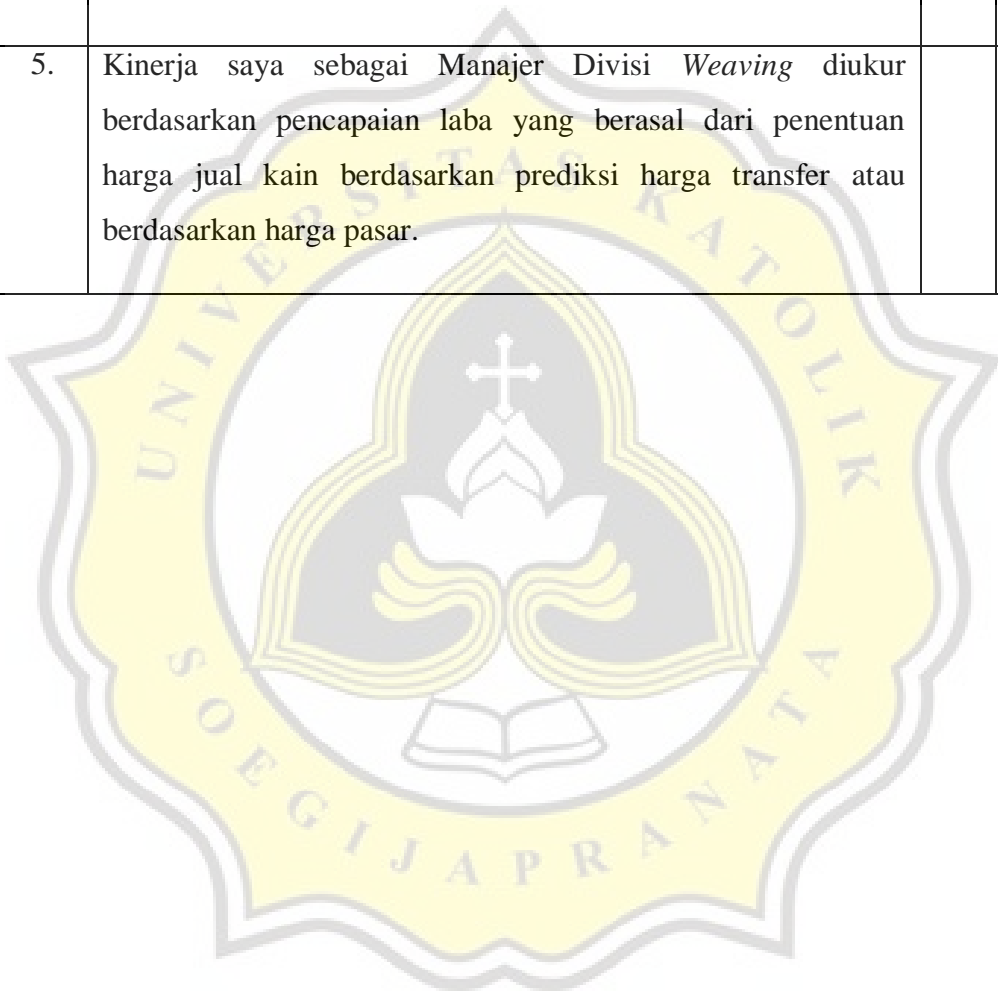 5. Kinerja saya sebagai Manajer Divisi Weaving diukur
berdasarkan pencapaian laba yang berasal dari penentuan
harga jual kain berdasarkan prediksi harga transfer atau
berdasarkan harga pasar.
UNIVERSITAS KATOLIK
SOEGIJAPRANATA